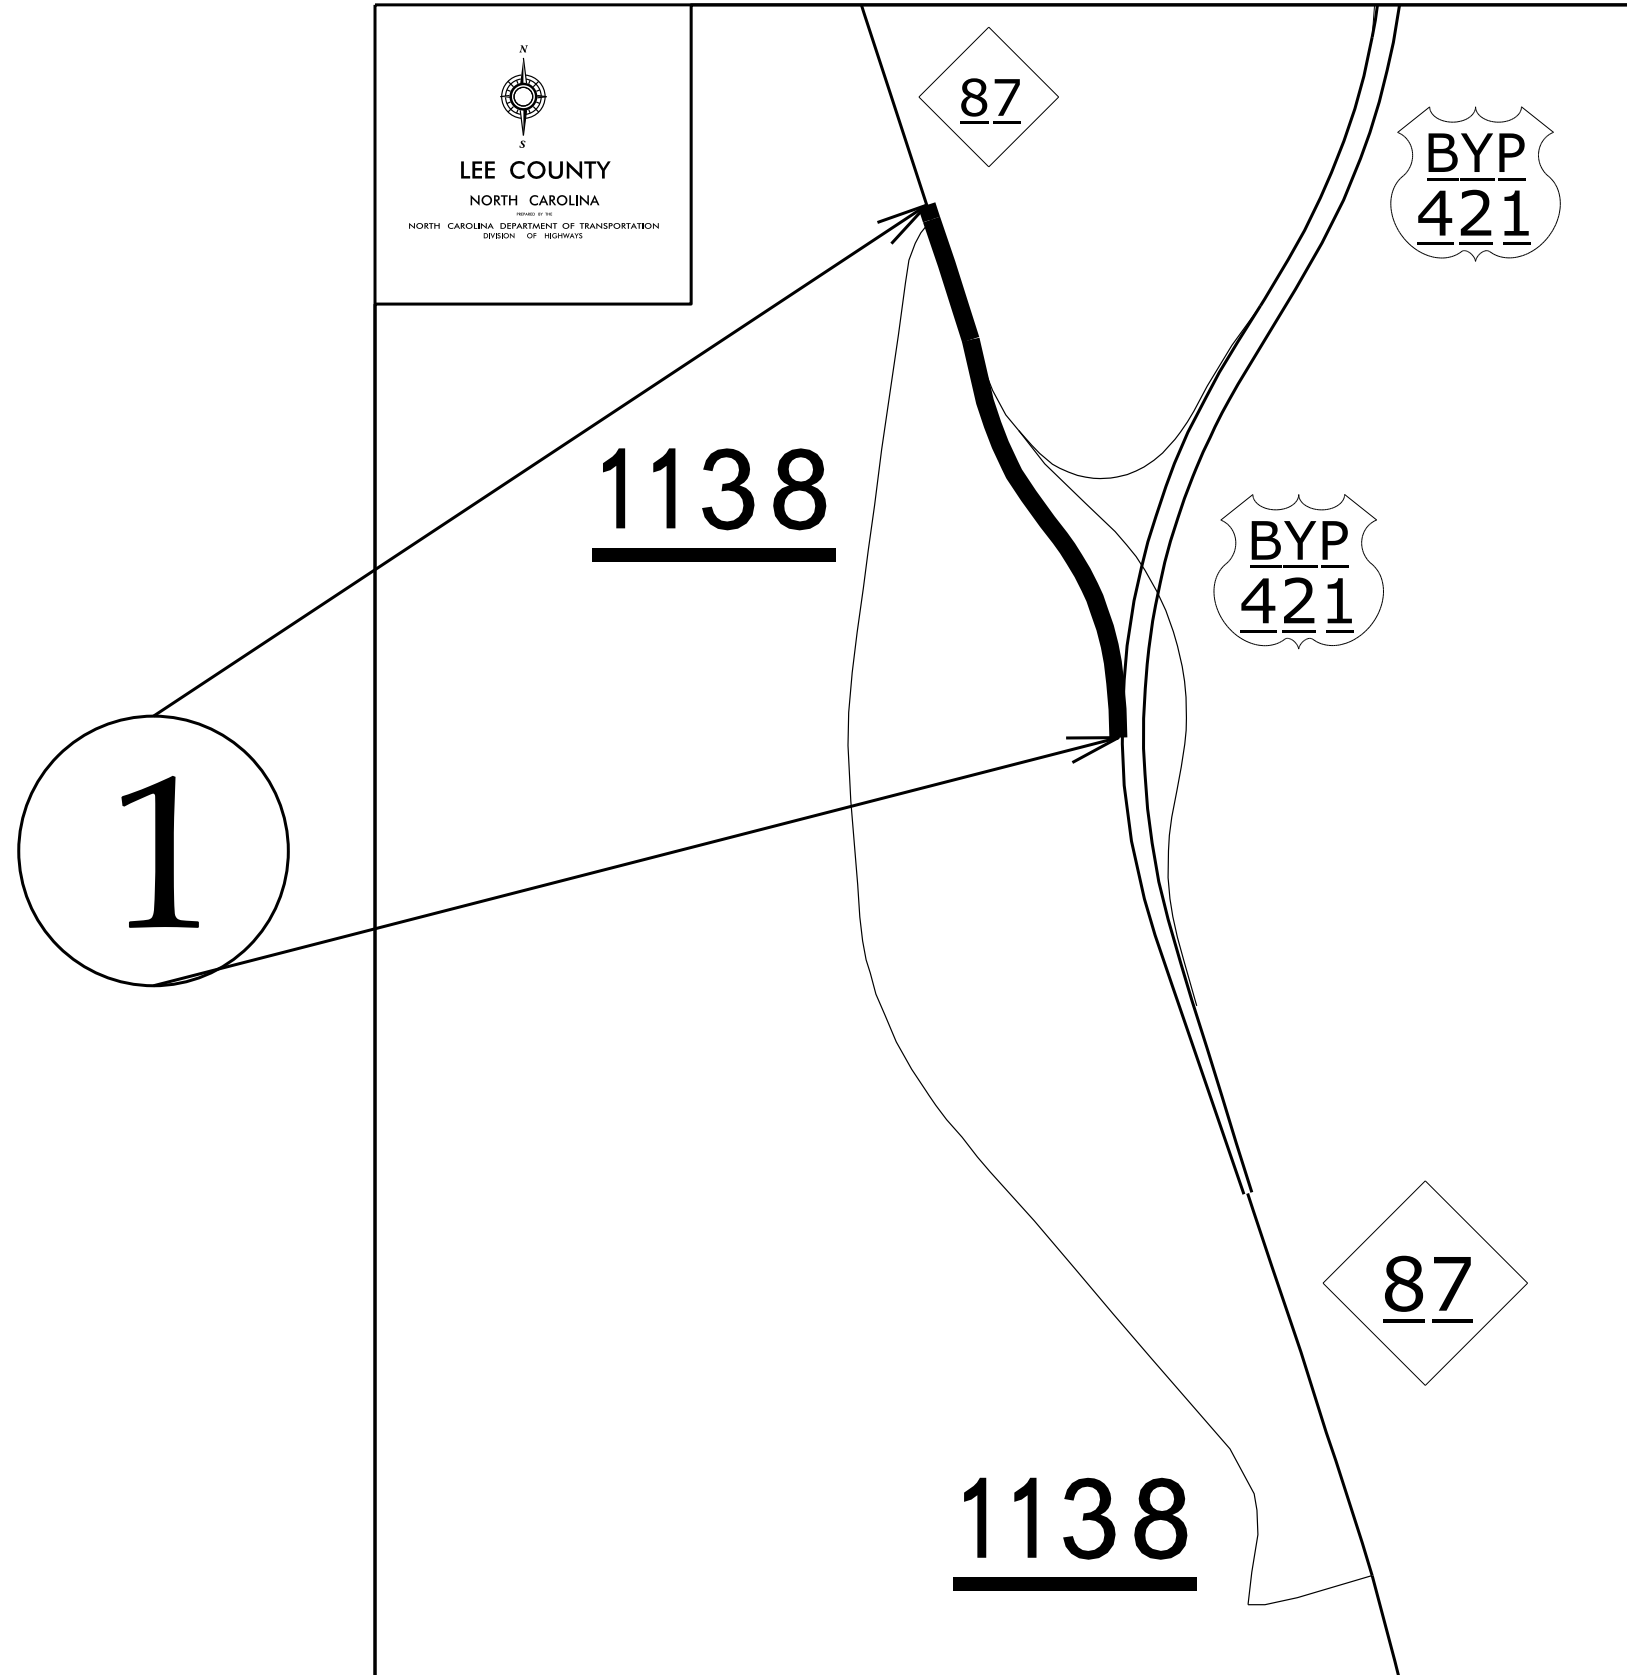 N
S
LEE COUNTY
NORTH CAROLINA
PREPARED BY THE
NORTH CAROLINA DEPARTMENT OF TRANSPORTATION
DIVISION OF HIGHWAYS
87
BYP
421
1138
BYP
421
1
87
1138